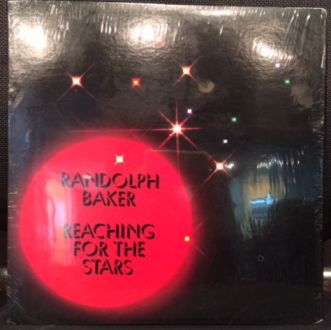 RANDOLPH
BAKER
REACHING
FOR THE
STARS